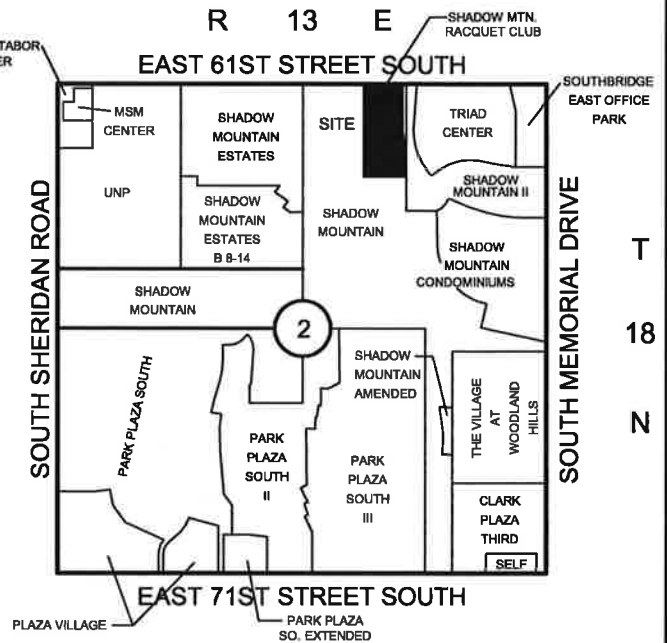 R 13 E
SHADOW MTN.
RACQUET CLUB
TABOR
EAST 61ST STREET SOUTH
SOUTHBRIDGE
EAST OFFICE
PARK
MSM
CENTER
SHADOW
MOUNTAIN
ESTATES
SITE
TRIAD
CENTER
UNP
SHADOW
MOUNTAIN II
SHADOW
MOUNTAIN
ESTATES
B 8-14
SHADOW
MOUNTAIN
SHADOW
MOUNTAIN
CONDOMINIUMS
SOUTH SHERIDAN ROAD
SOUTH MEMORIAL DRIVE
T
18
N
SHADOW
MOUNTAIN
2
SHADOW
MOUNTAIN
AMENDED
PARK PLAZA SOUTH
THE VILLAGE
AT
WOODLAND
HILLS
PARK
PLAZA
SOUTH
II
PARK
PLAZA
SOUTH
III
CLARK
PLAZA
THIRD
SELF
EAST 71ST STREET SOUTH
PLAZA VILLAGE
PARK PLAZA
SO. EXTENDED